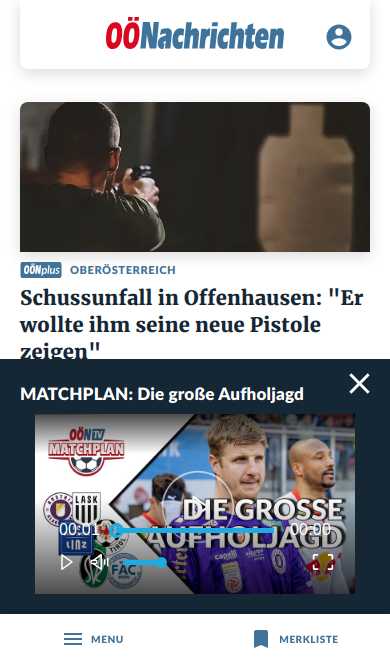 OÖNachrichten
OÖNplus OBERÖSTERREICH
Schussunfall in Offenhausen: "Er
wollte ihm seine neue Pistole
zeigen"
MATCHPLAN: Die große Aufholjagd
OÖN TV
MATCHPLAN
LASK
DIE GROSSE
AUFHOLJAGD
00:01
00:00
FAC
MENU
MERKLISTE